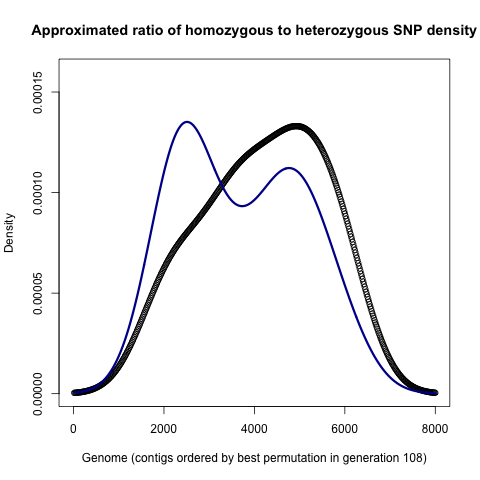 Approximated ratio of homozygous to heterozygous SNP density
0.00015
0.00010
0.00005
0.00000
Density
0 2000 4000 6000 8000
Genome (contigs ordered by best permutation in generation 108)